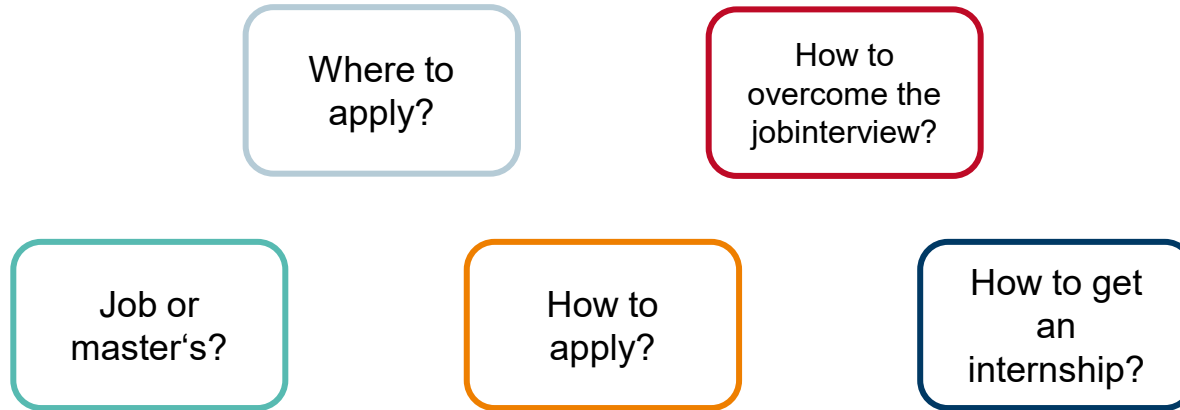 Where to
apply?
How to
overcome the
jobinterview?
Job or
master‘s?
How to
apply?
How to get
an
internship?